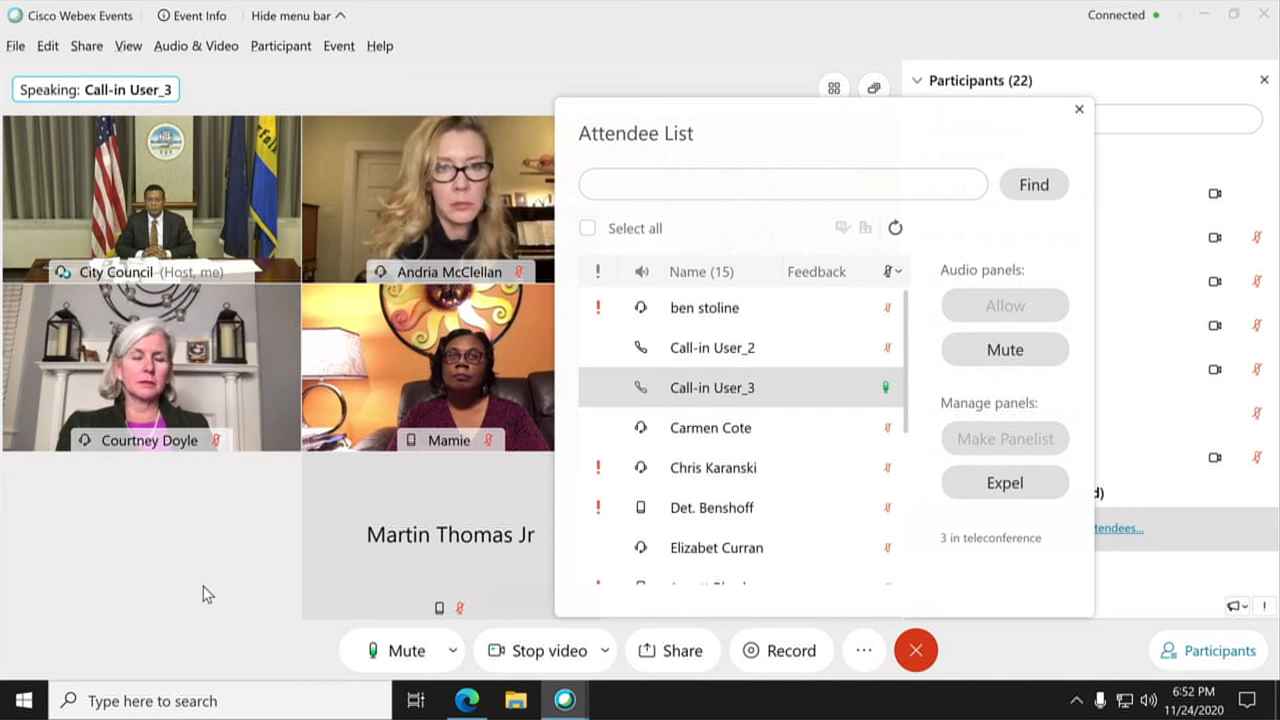 Cisco Webex Events
Event Info
Hide menu bar
Connected
File Edit Share View Audio & Video Participant Event Help
Speaking: Call-in User_3
Participants (22)
City Council (Host, me)
Andria McClellan
Courtney Doyle
Mamie
Martin Thomas Jr
Attendee List
Find
Select all
Name (15) Feedback
ben stoline
Call-in User_2
Call-in User_3
Carmen Cote
Chris Karanski
Det. Benshoff
Elizabet Curran
Audio panels:
Allow
Mute
Manage panels:
Make Panelist
Expel
3 in teleconference
d)
tendees...
Mute
Stop video
Share
Record
Participants
Type here to search
6:52 PM
11/24/2020